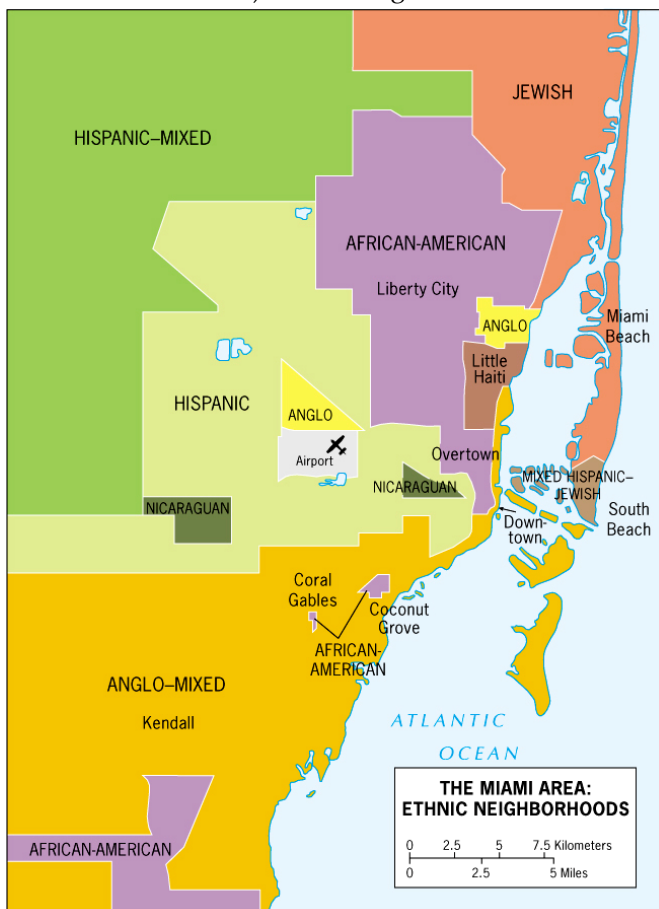 JEWISH
HISPANIC–MIXED
AFRICAN-AMERICAN
Liberty City
ANGLO
Miami
Beach
Little
Haiti
HISPANIC
ANGLO
Airport
Overtown
NICARAGUAN
MIXED HISPANIC–
JEWISH
NICARAGUAN
South
Beach
Down-
town
Coral
Gables
Coconut
Grove
AFRICAN-
AMERICAN
ANGLO–MIXED
Kendall
ATLANTIC
OCEAN
THE MIAMI AREA:
ETHNIC NEIGHBORHOODS
0 2.5 5 7.5 Kilometers
0 2.5 5 Miles
AFRICAN-AMERICAN